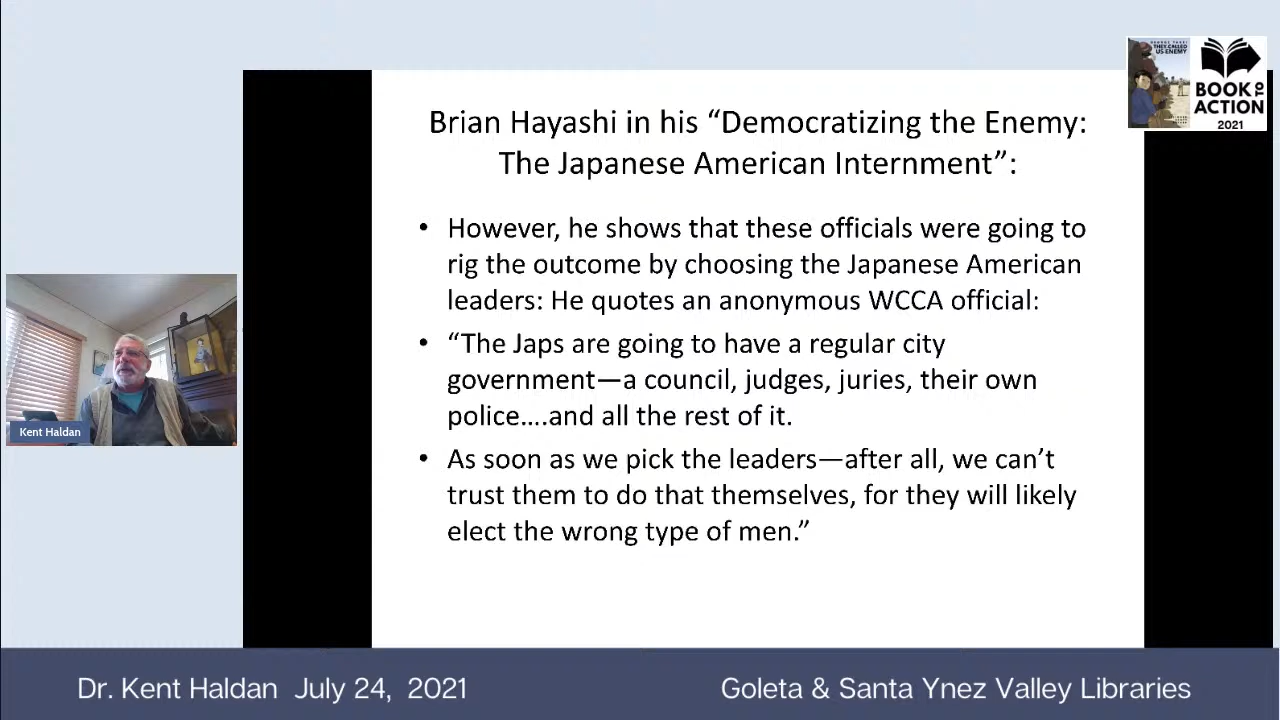 Brian Hayashi in his “Democratizing the Enemy:
The Japanese American Internment”:
• However, he shows that these officials were going to
rig the outcome by choosing the Japanese American
leaders: He quotes an anonymous WCCA official:
• “The Japs are going to have a regular city
government—a council, judges, juries, their own
police….and all the rest of it.
• As soon as we pick the leaders—after all, we can’t
trust them to do that themselves, for they will likely
elect the wrong type of men.”
THEY CALLED
US ENEMY
BOOK TO
ACTION
2021
Kent Haldan
Dr. Kent Haldan July 24, 2021
Goleta & Santa Ynez Valley Libraries